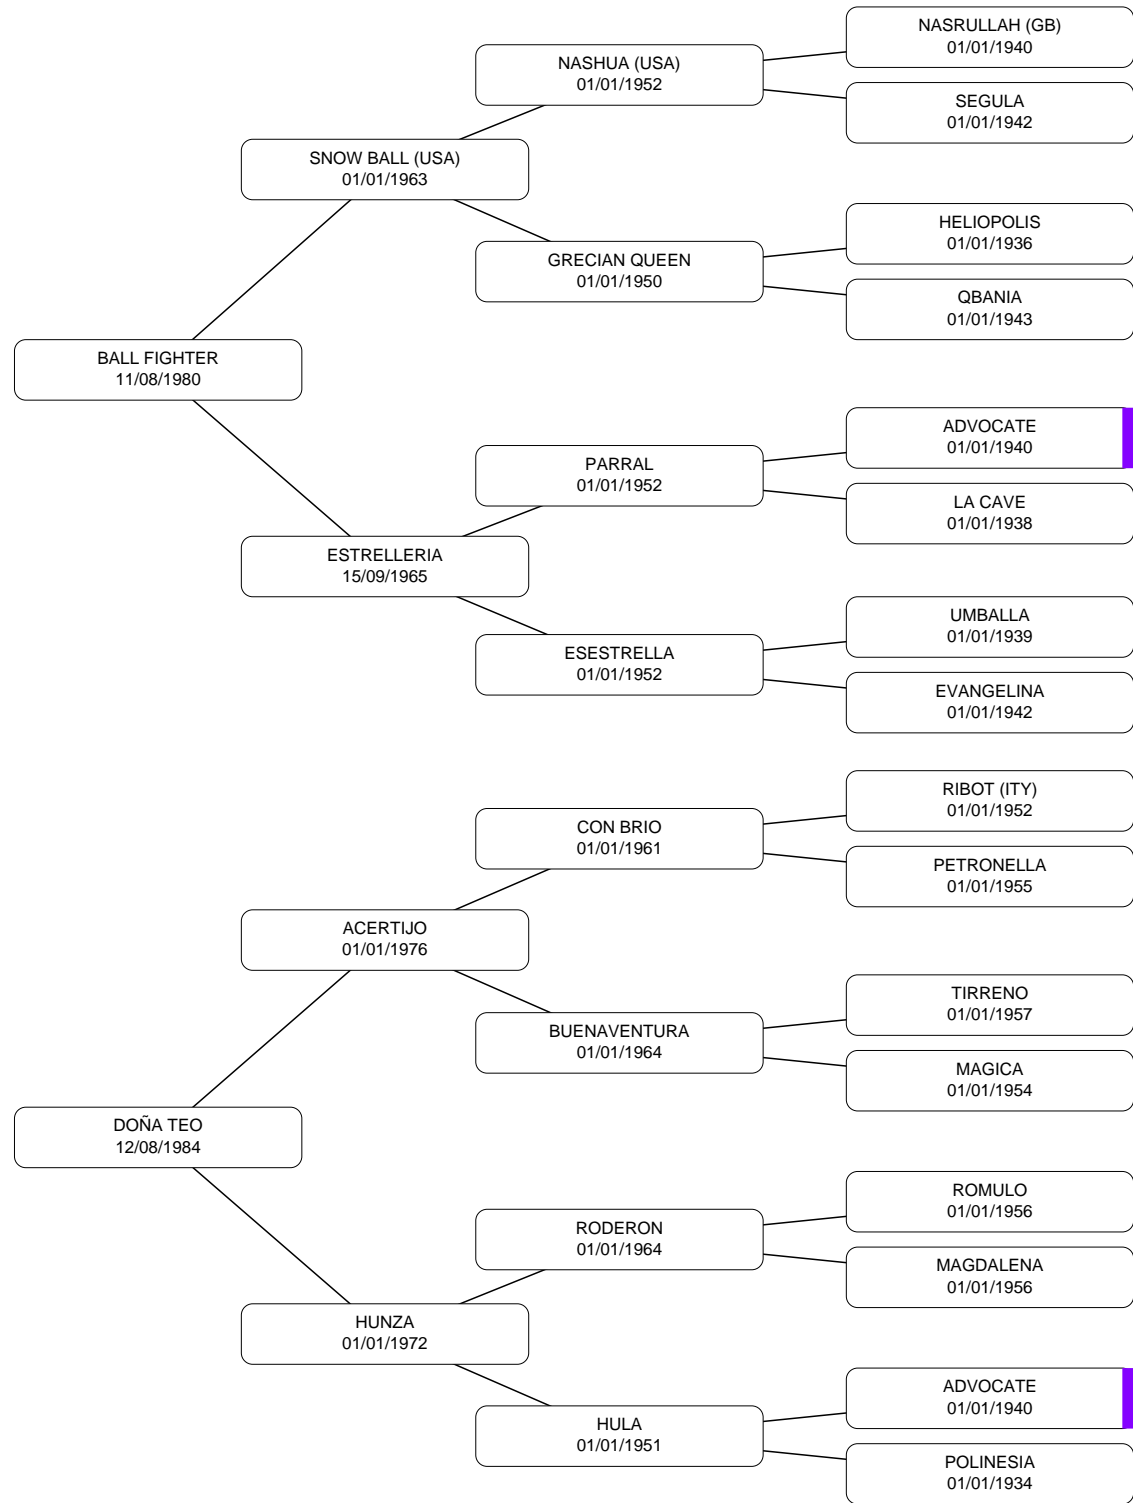 NASRULLAH (GB)
01/01/1940
NASHUA (USA)
01/01/1952
SEGULA
01/01/1942
SNOW BALL (USA)
01/01/1963
HELIOPOLIS
01/01/1936
GRECIAN QUEEN
01/01/1950
QBANIA
01/01/1943
BALL FIGHTER
11/08/1980
ADVOCATE
01/01/1940
PARRAL
01/01/1952
LA CAVE
01/01/1938
ESTRELLERIA
15/09/1965
UMBALLA
01/01/1939
ESESTRELLA
01/01/1952
EVANGELINA
01/01/1942
RIBOT (ITY)
01/01/1952
CON BRIO
01/01/1961
PETRONELLA
01/01/1955
ACERTIJO
01/01/1976
TIRRENO
01/01/1957
BUENAVENTURA
01/01/1964
MAGICA
01/01/1954
DOÑA TEO
12/08/1984
ROMULO
01/01/1956
RODERON
01/01/1964
MAGDALENA
01/01/1956
HUNZA
01/01/1972
ADVOCATE
01/01/1940
HULA
01/01/1951
POLINESIA
01/01/1934